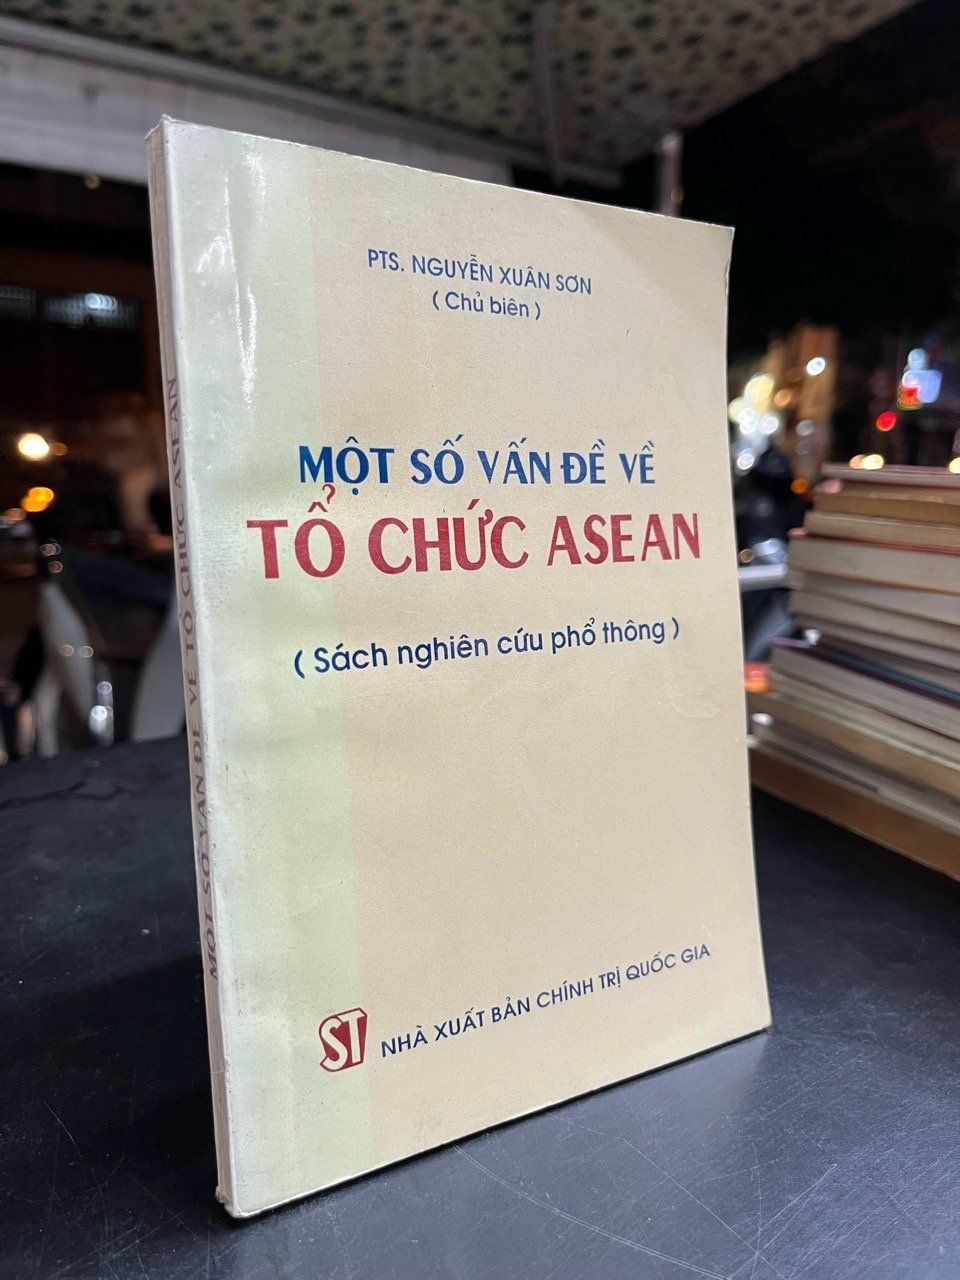 PTS. NGUYỄN XUÂN SƠN
( Chủ biên )
MỘT SỐ VẤN ĐỀ VỀ
TỔ CHỨC ASEAN
( Sách nghiên cứu phổ thông )
ST NHÀ XUẤT BẢN CHÍNH TRỊ QUỐC GIA
MỘT SỐ VẤN ĐỀ VỀ TỔ CHỨC ASEAN